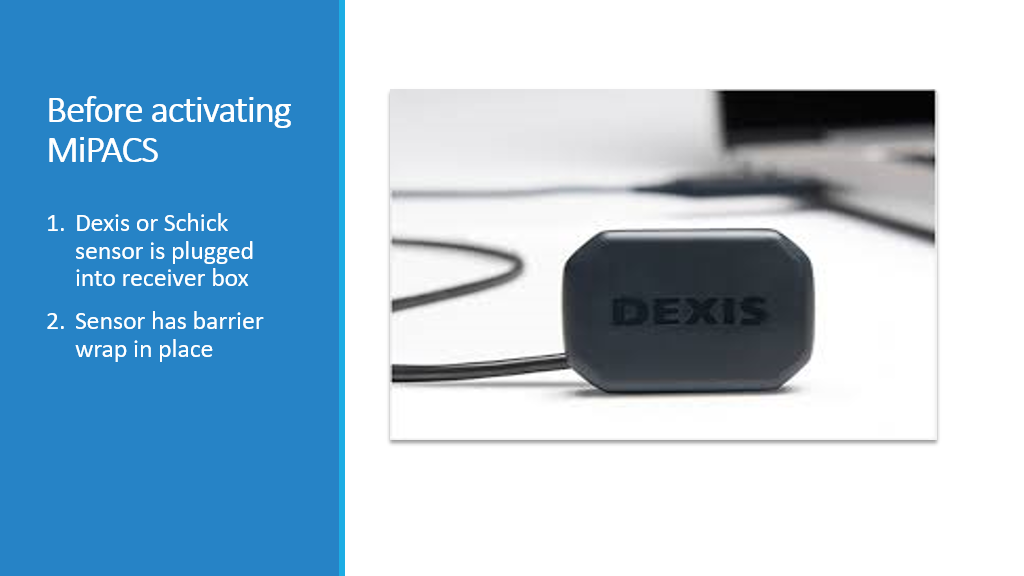 Before activating
MiPACS
1. Dexis or Schick
sensor is plugged
into receiver box
2. Sensor has barrier
wrap in place
DEXIS